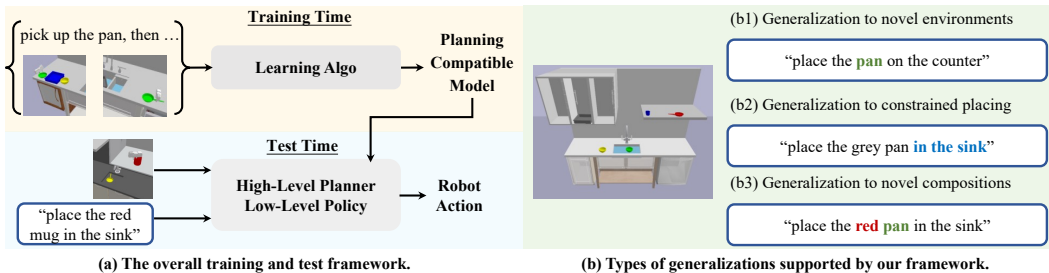 Training Time
pick up the pan, then …
Learning Algo
Planning
Compatible
Model
Test Time
"place the red
mug in the sink"
High-Level Planner
Low-Level Policy
Robot
Action
(a) The overall training and test framework.
(b1) Generalization to novel environments
"place the pan on the counter"
(b2) Generalization to constrained placing
"place the grey pan in the sink"
(b3) Generalization to novel compositions
"place the red pan in the sink"
(b) Types of generalizations supported by our framework.